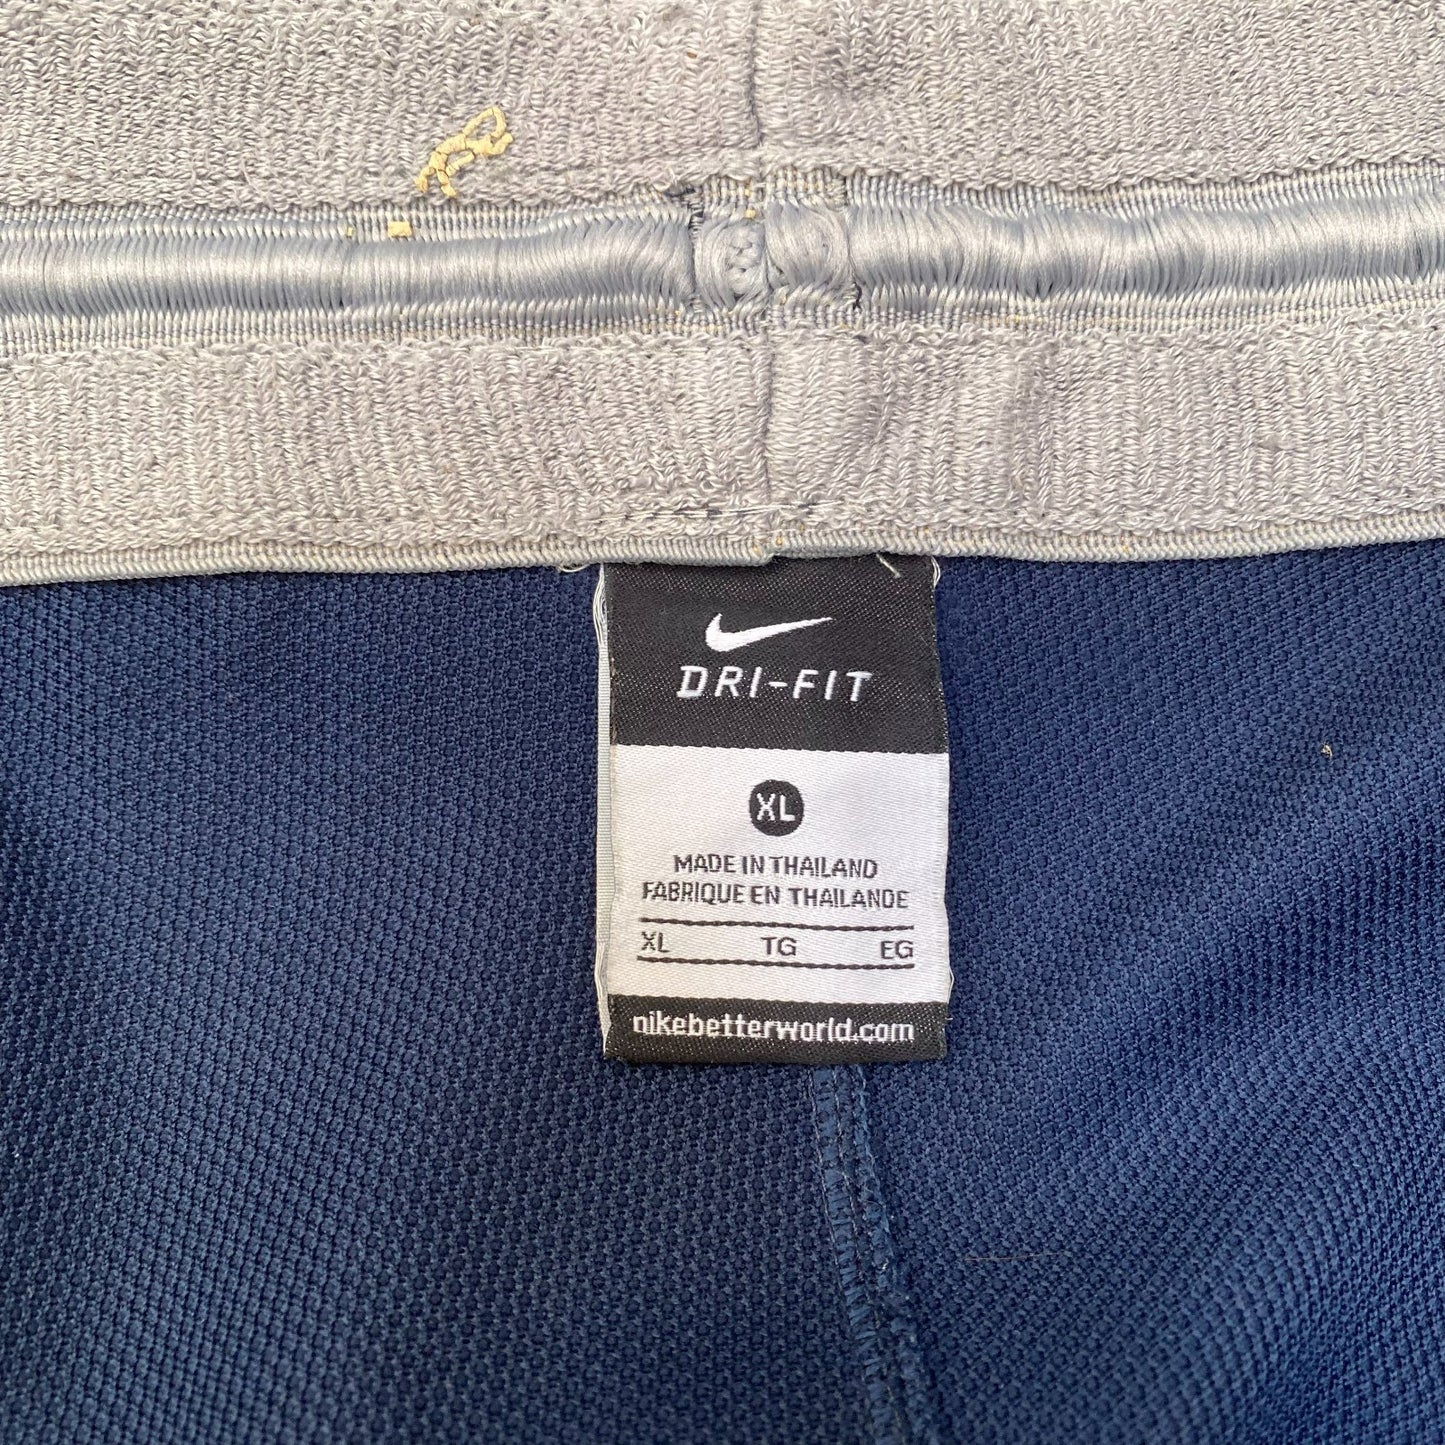 DRI-FIT
XL
MADE IN THAILAND
FABRIQUE EN THAILANDE
XL TG EG
nikebetterworld.com